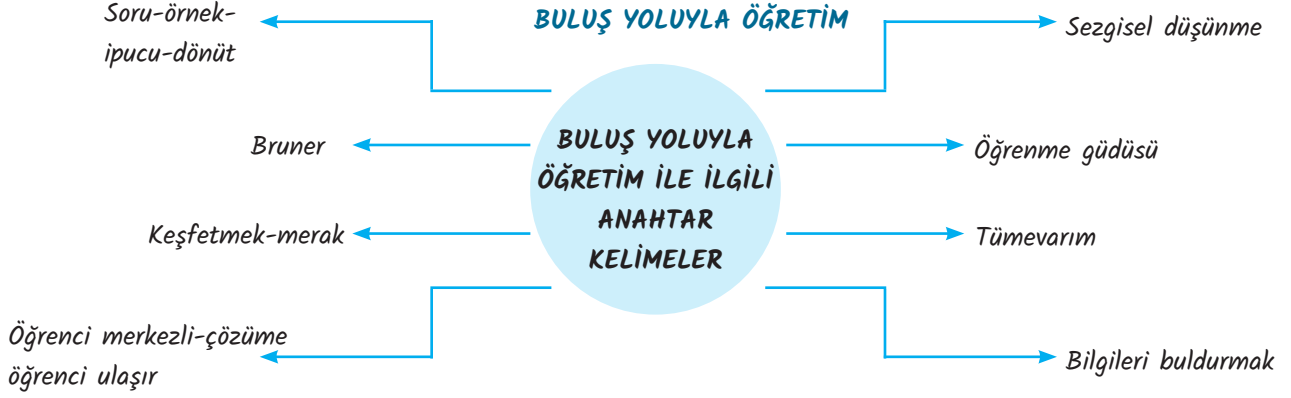 BULUŞ YOLUYLA ÖĞRETİM
Soru-örnek-
ipucu-dönüt
Sezgisel düşünme
Bruner
Öğrenme güdüsü
BULUŞ YOLUYLA
ÖĞRETİM İLE İLGİLİ
ANAHTAR
KELİMELER
Keşfetmek-merak
Tümevarım
Öğrenci merkezli-çözüme
öğrenci ulaşır
Bilgileri buldurmak